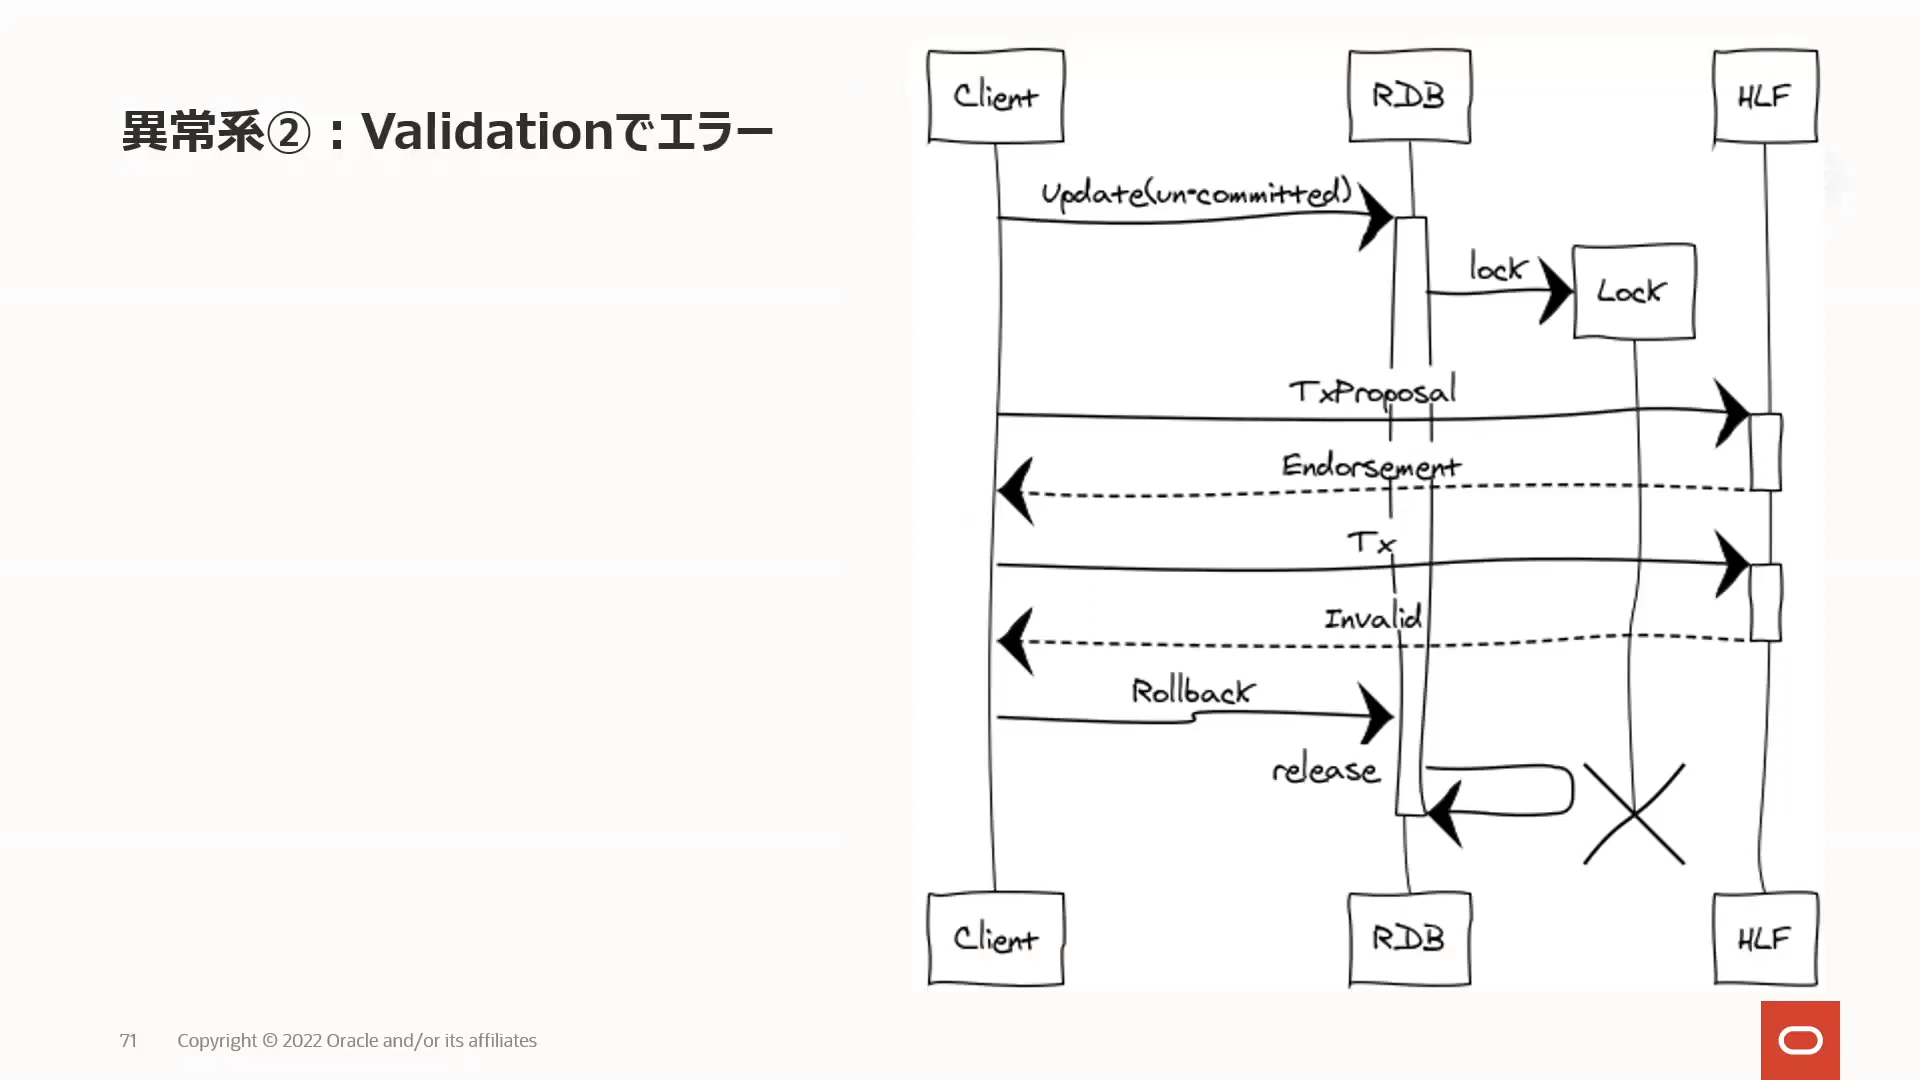 異常系②：Validationでエラー
Client
RDB
HLF
Update(un-committed)
lock
Lock
TxProposal
Endorsement
Tx
Invalid
Rollback
release
Client
RDB
HLF
71
Copyright © 2022 Oracle and/or its affiliates